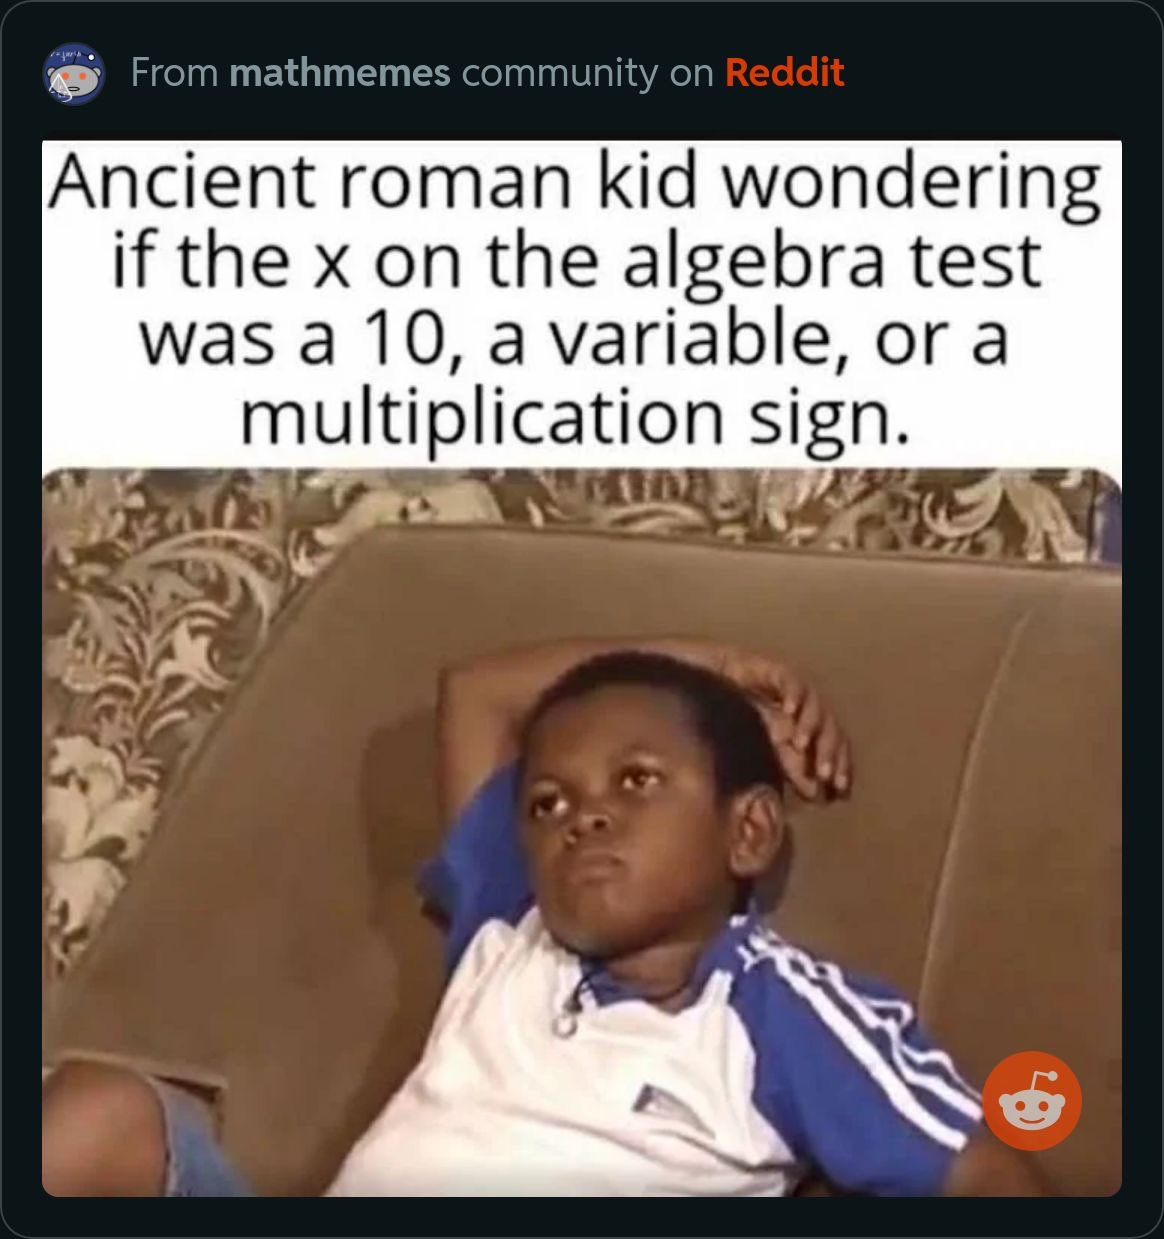 From mathmemes community on Reddit
Ancient roman kid wondering
if the x on the algebra test
was a 10, a variable, or a
multiplication sign.